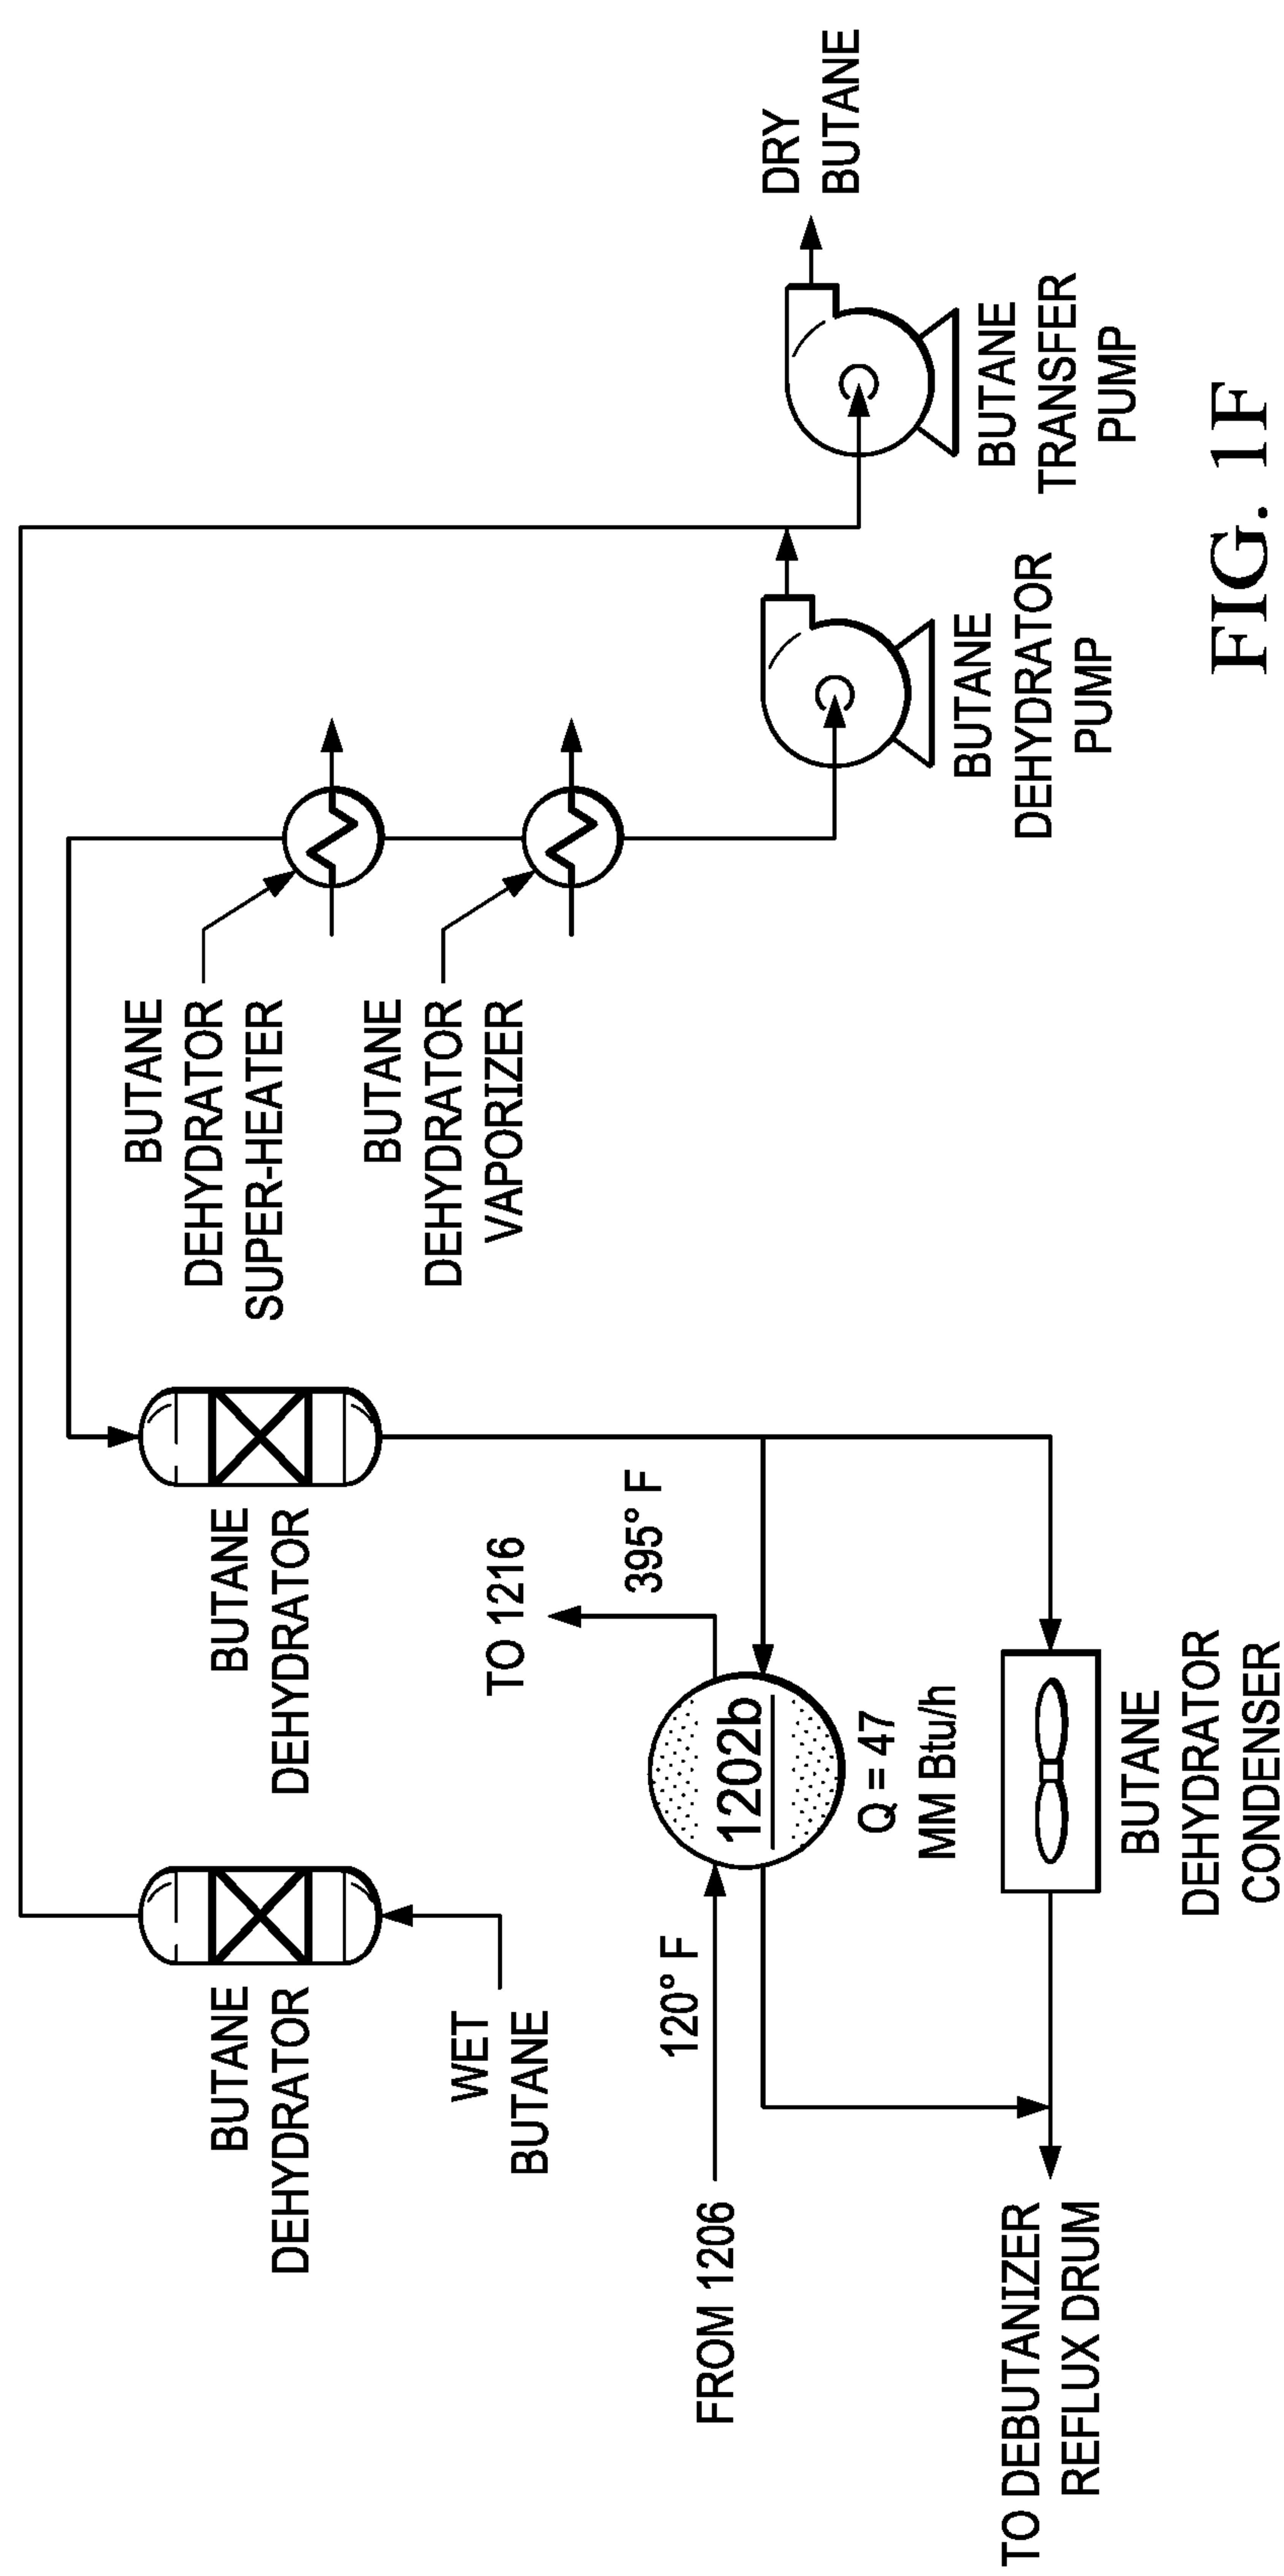 BUTANE
DEHYDRATOR
WET
BUTANE
BUTANE
DEHYDRATOR
BUTANE
DEHYDRATOR
SUPER-HEATER
BUTANE
DEHYDRATOR
VAPORIZER
TO 1216
395° F
120° F
FROM 1206
1202b
Q = 47
MM Btu/h
TO DEBUTANIZER
REFLUX DRUM
BUTANE
DEHYDRATOR
CONDENSER
BUTANE
DEHYDRATOR
PUMP
BUTANE
TRANSFER
PUMP
DRY
BUTANE
FIG. 1F